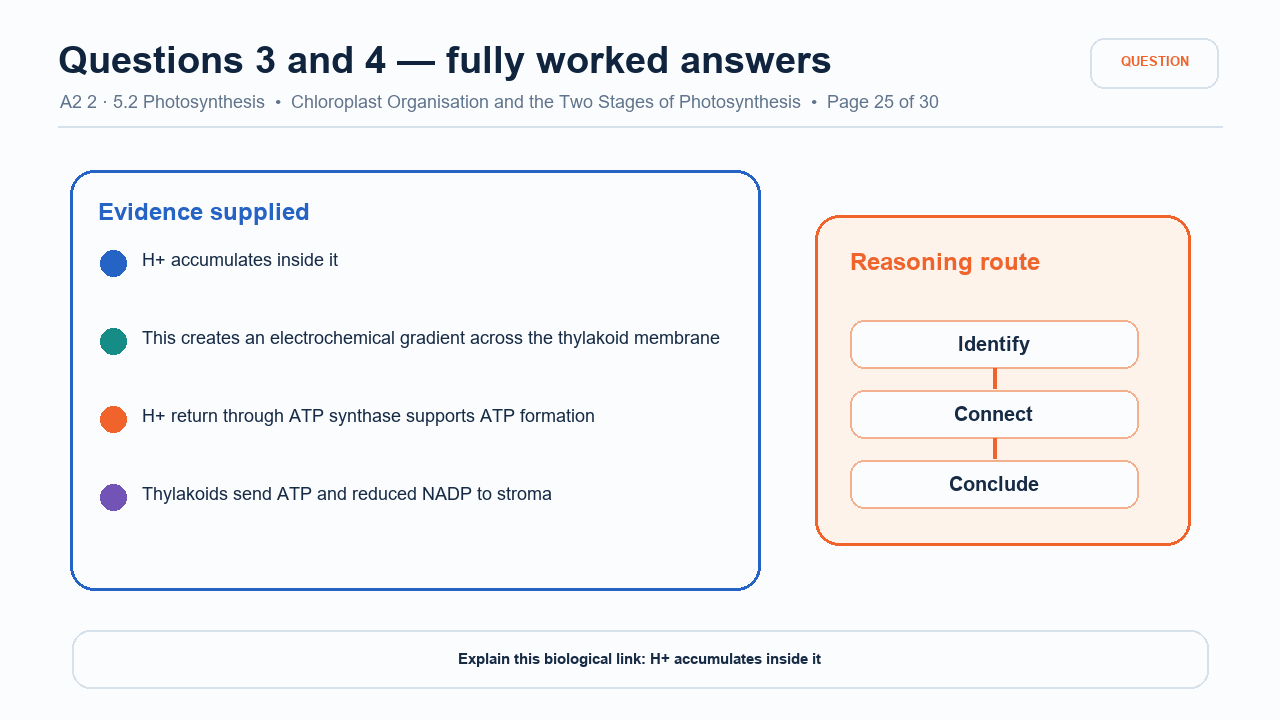 Questions 3 and 4 — fully worked answers
QUESTION
A2 2 · 5.2 Photosynthesis • Chloroplast Organisation and the Two Stages of Photosynthesis • Page 25 of 30
Evidence supplied
H+ accumulates inside it
This creates an electrochemical gradient across the thylakoid membrane
H+ return through ATP synthase supports ATP formation
Thylakoids send ATP and reduced NADP to stroma
Reasoning route
Identify
Connect
Conclude
Explain this biological link: H+ accumulates inside it